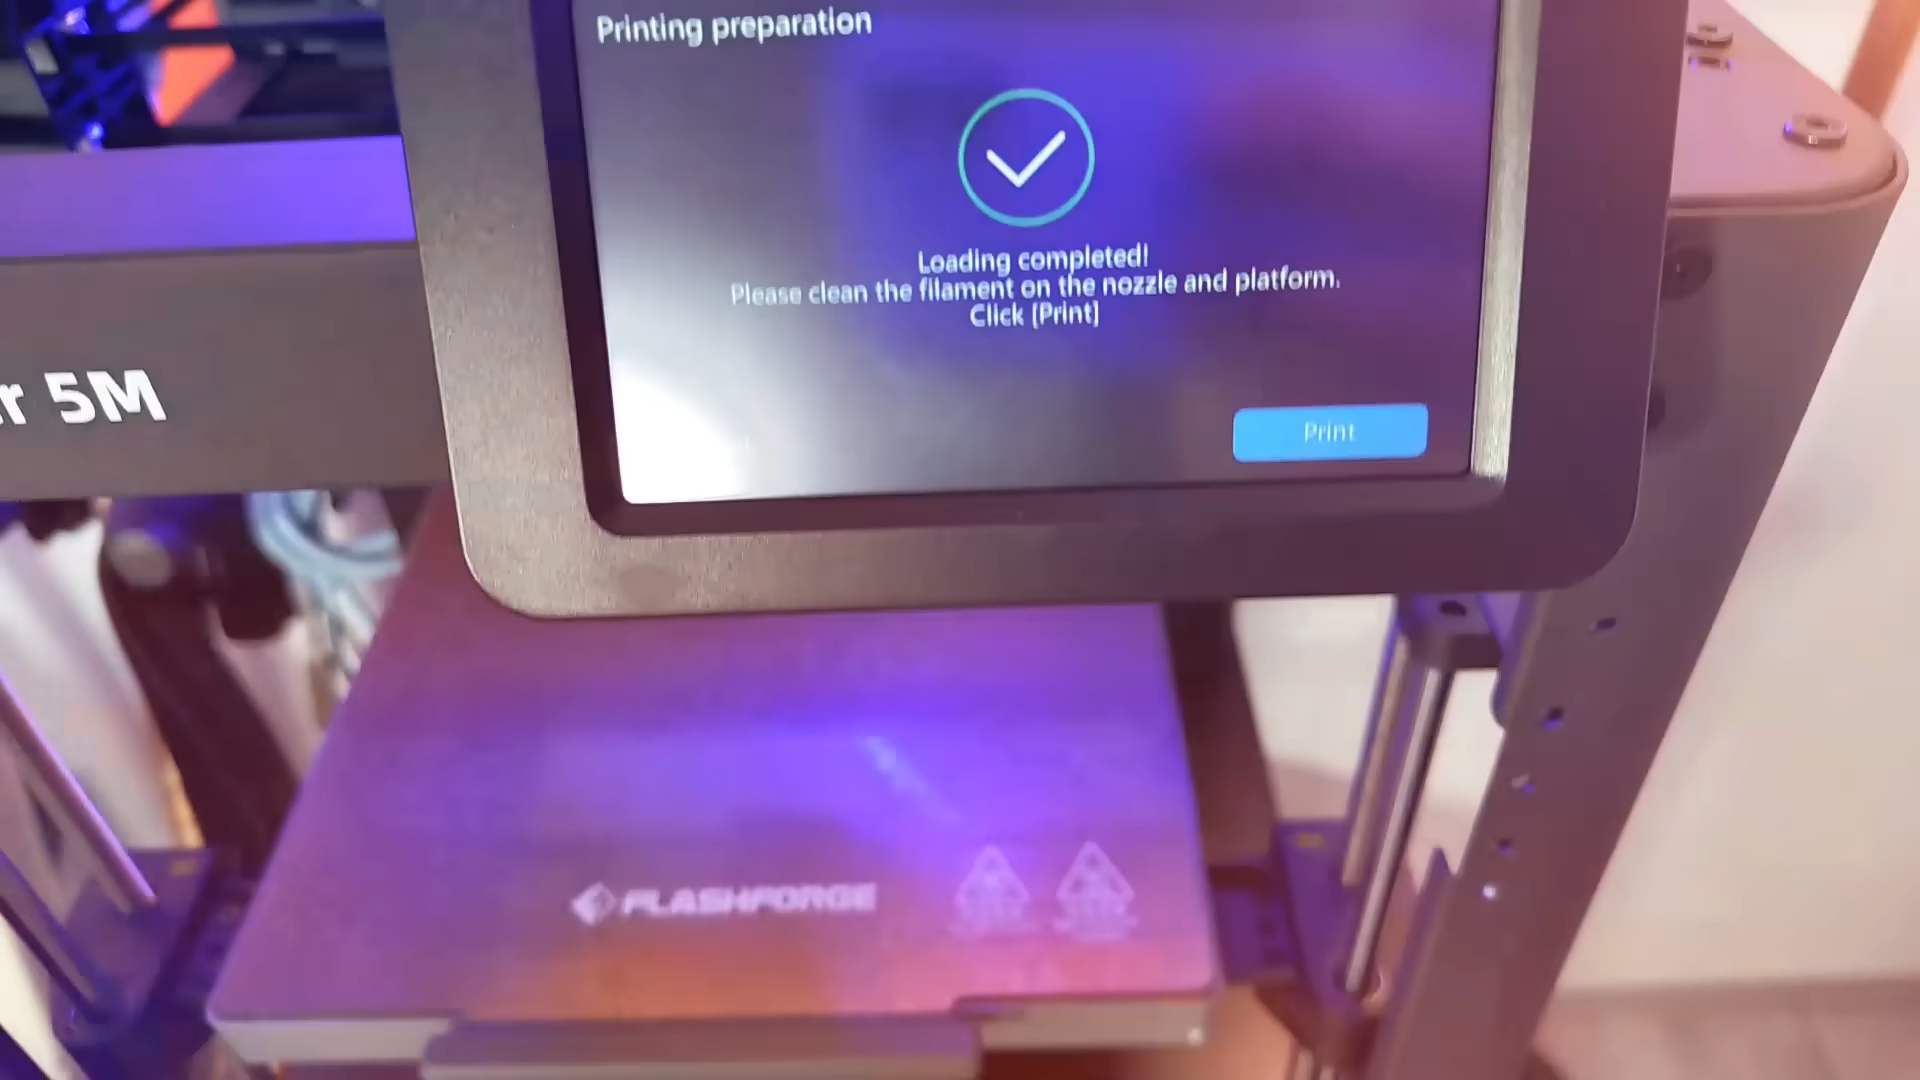 Printing preparation
Loading completed!
Please clean the filament on the nozzle and platform.
Click [Print]
Print
r 5M
FLASHFORGE